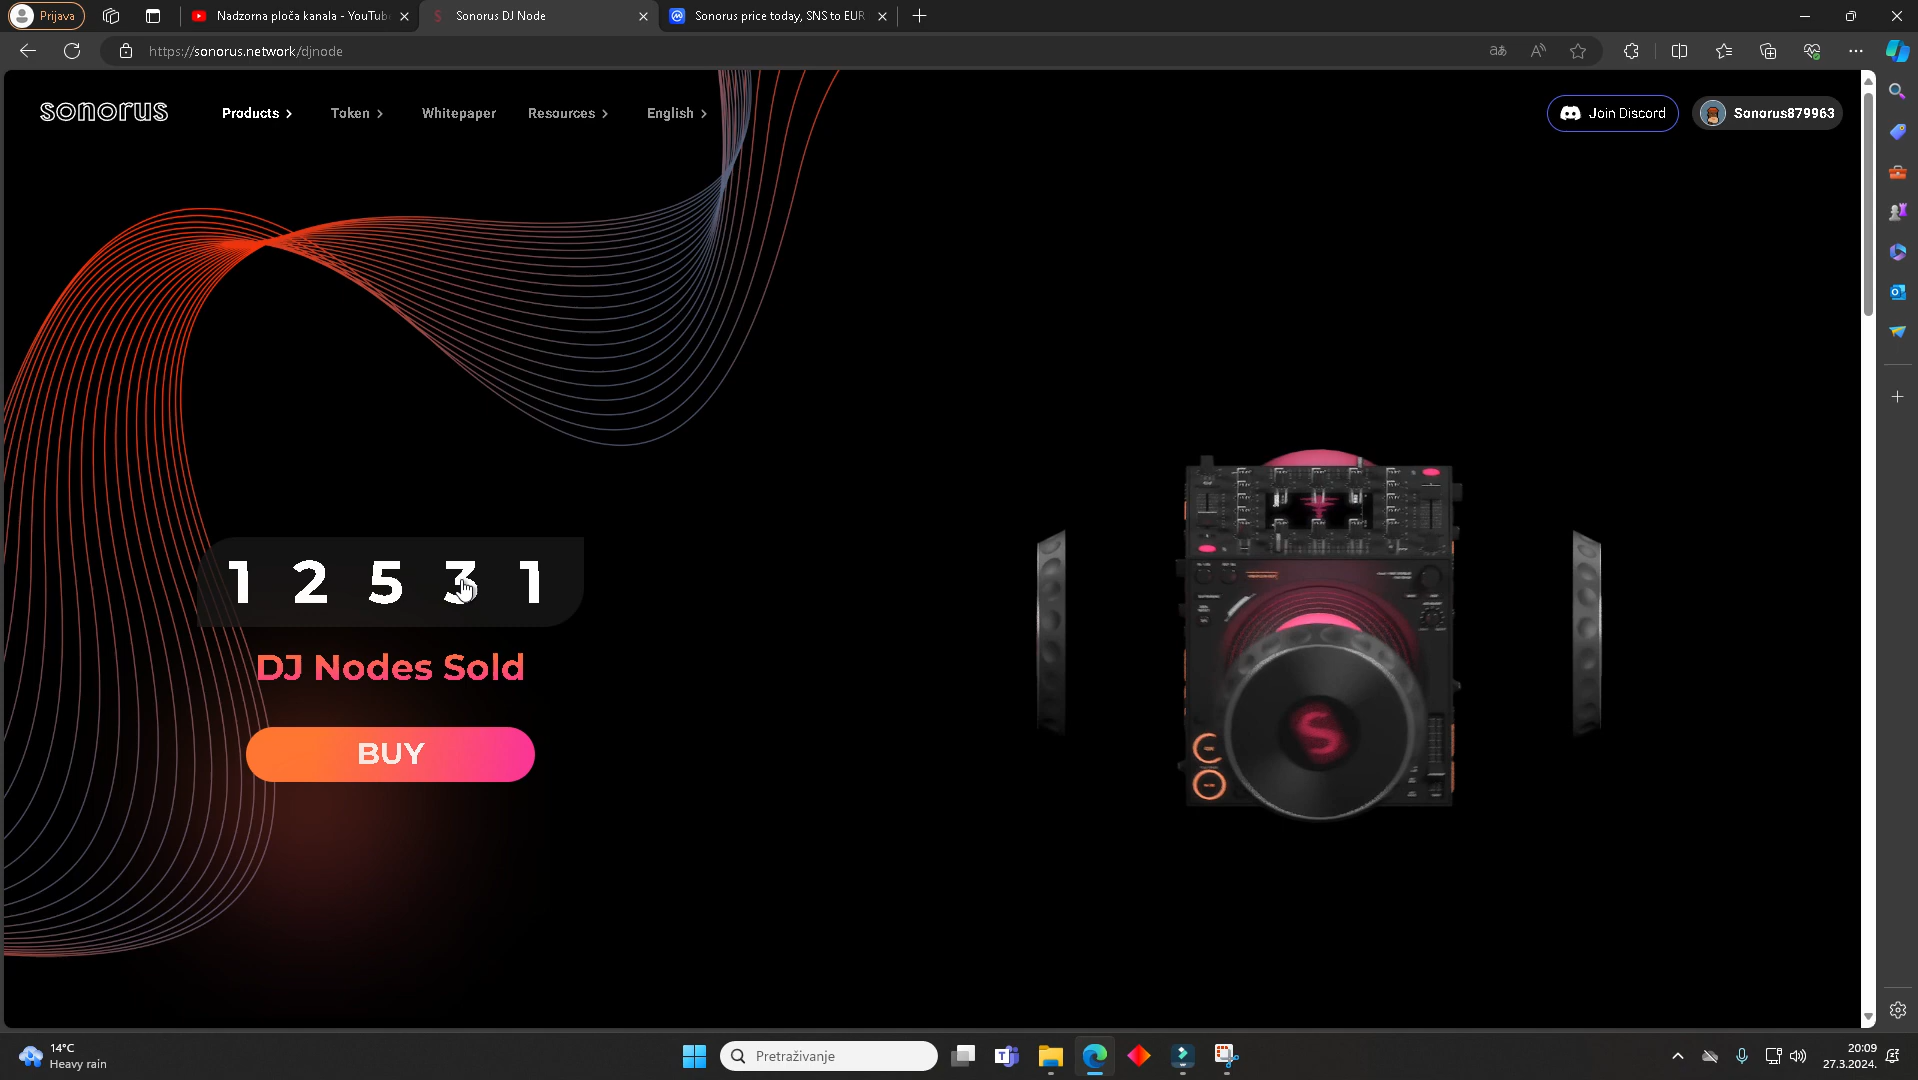 Prijava
Nadzorna ploča kanala - YouTub
Sonorus DJ Node
Sonorus price today, SNS to EUR
https://sonorus.network/djnode
sonorus
Products
Token
Whitepaper
Resources
English
Join Discord
Sonorus879963
1 2 5 3 1
DJ Nodes Sold
BUY
14°C
Heavy rain
Pretraživanje
20:09
27.3.2024.